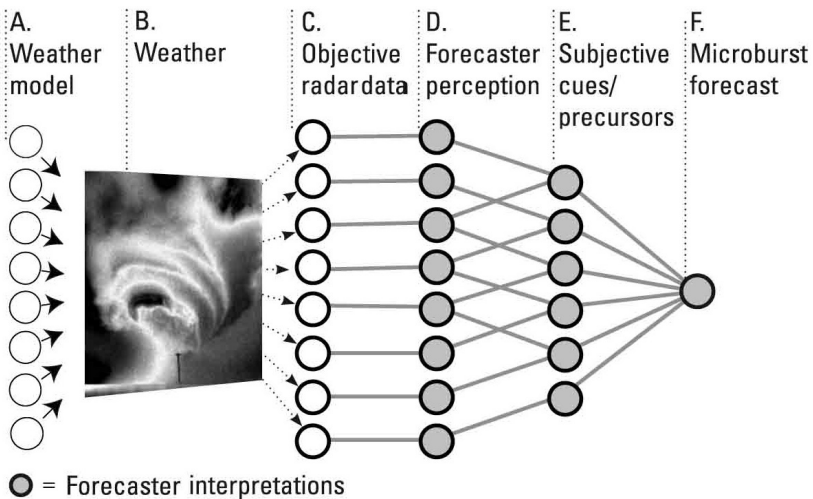 A.
Weather
model
B.
Weather
C.
Objective
radar data
D.
Forecaster
perception
E.
Subjective
cues/
precursors
F.
Microburst
forecast
= Forecaster interpretations